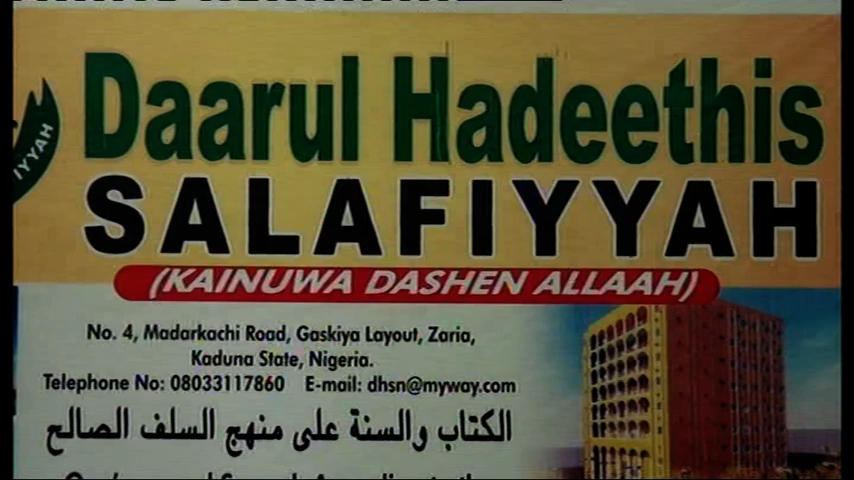 IYYAH
Daarul Hadeethis
SALAFIYYAH
(KAINUWA DASHEN ALLAAH)
No. 4, Madarkachi Road, Gaskiya Layout, Zaria,
Kaduna State, Nigeria.
Telephone No: 08033117860 E-mail: dhsn@myway.com
الكتاب والسنة على منهج السلف الصالح